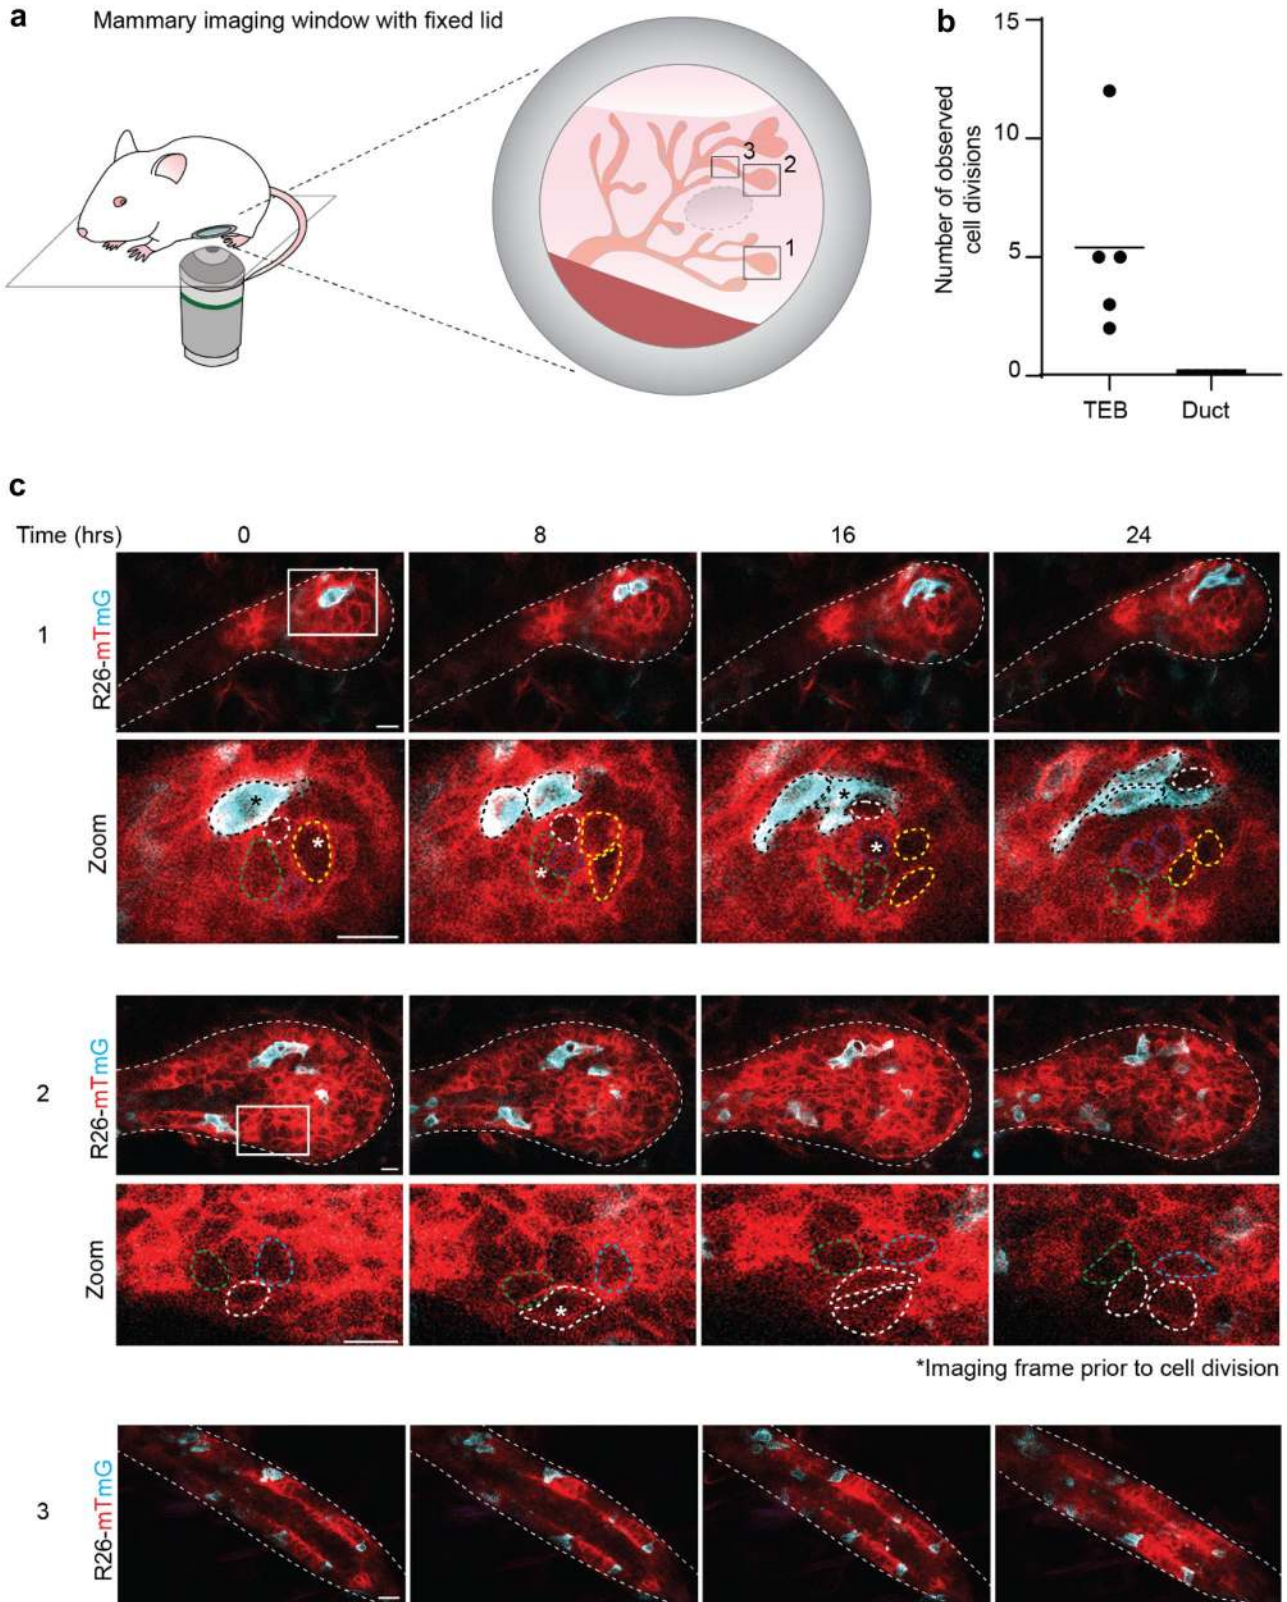 a
Mammary imaging window with fixed lid
3
2
1
b
Number of observed
cell divisions
15
10
5
0
TEB
Duct
c
Time (hrs)
0
8
16
24
1
R26-mTmG
*
Zoom
*
*
*
*
*
2
R26-mTmG
Zoom
*
*Imaging frame prior to cell division
3
R26-mTmG